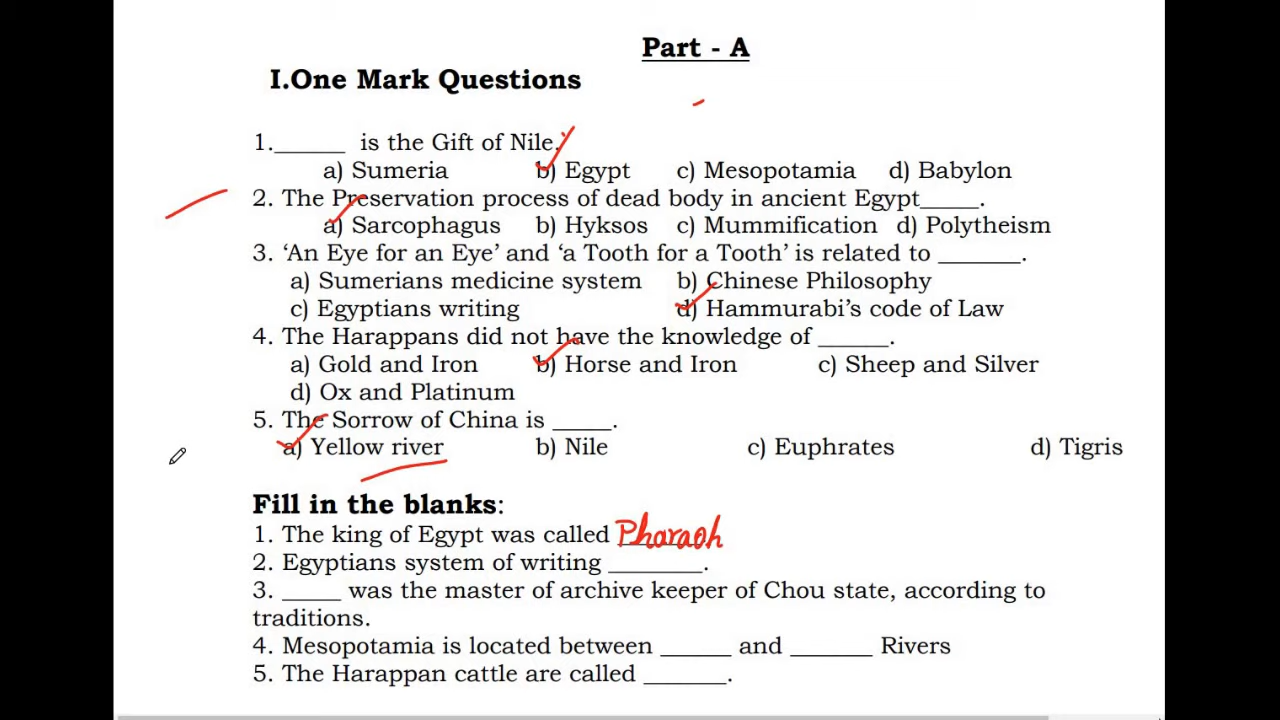 Part - A
I.One Mark Questions
1.______ is the Gift of Nile.
a) Sumeria b) Egypt c) Mesopotamia d) Babylon
2. The Preservation process of dead body in ancient Egypt_____.
a) Sarcophagus b) Hyksos c) Mummification d) Polytheism
3. ‘An Eye for an Eye’ and ‘a Tooth for a Tooth’ is related to _______.
a) Sumerians medicine system b) Chinese Philosophy
c) Egyptians writing d) Hammurabi’s code of Law
4. The Harappans did not have the knowledge of ______.
a) Gold and Iron b) Horse and Iron c) Sheep and Silver
d) Ox and Platinum
5. The Sorrow of China is _____.
a) Yellow river b) Nile c) Euphrates d) Tigris
Fill in the blanks:
1. The king of Egypt was called Pharaoh
2. Egyptians system of writing ________.
3. _____ was the master of archive keeper of Chou state, according to
traditions.
4. Mesopotamia is located between ______ and _______ Rivers
5. The Harappan cattle are called _______.